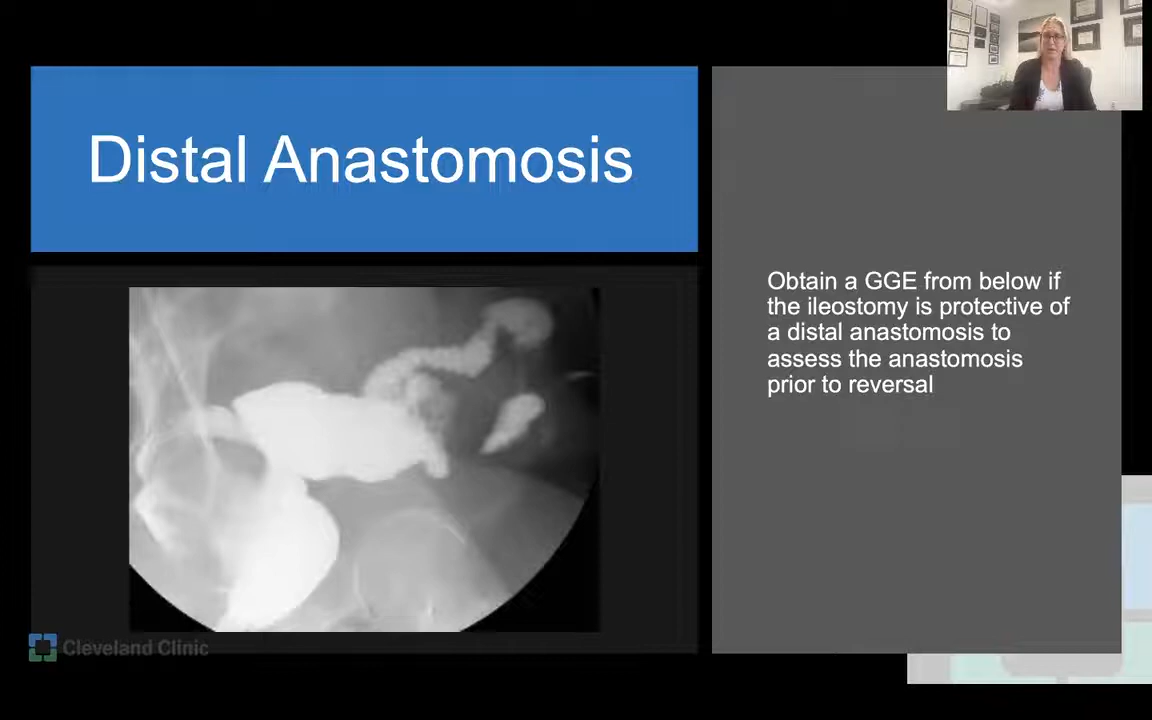 Distal Anastomosis
Obtain a GGE from below if
the ileostomy is protective of
a distal anastomosis to
assess the anastomosis
prior to reversal
Cleveland Clinic